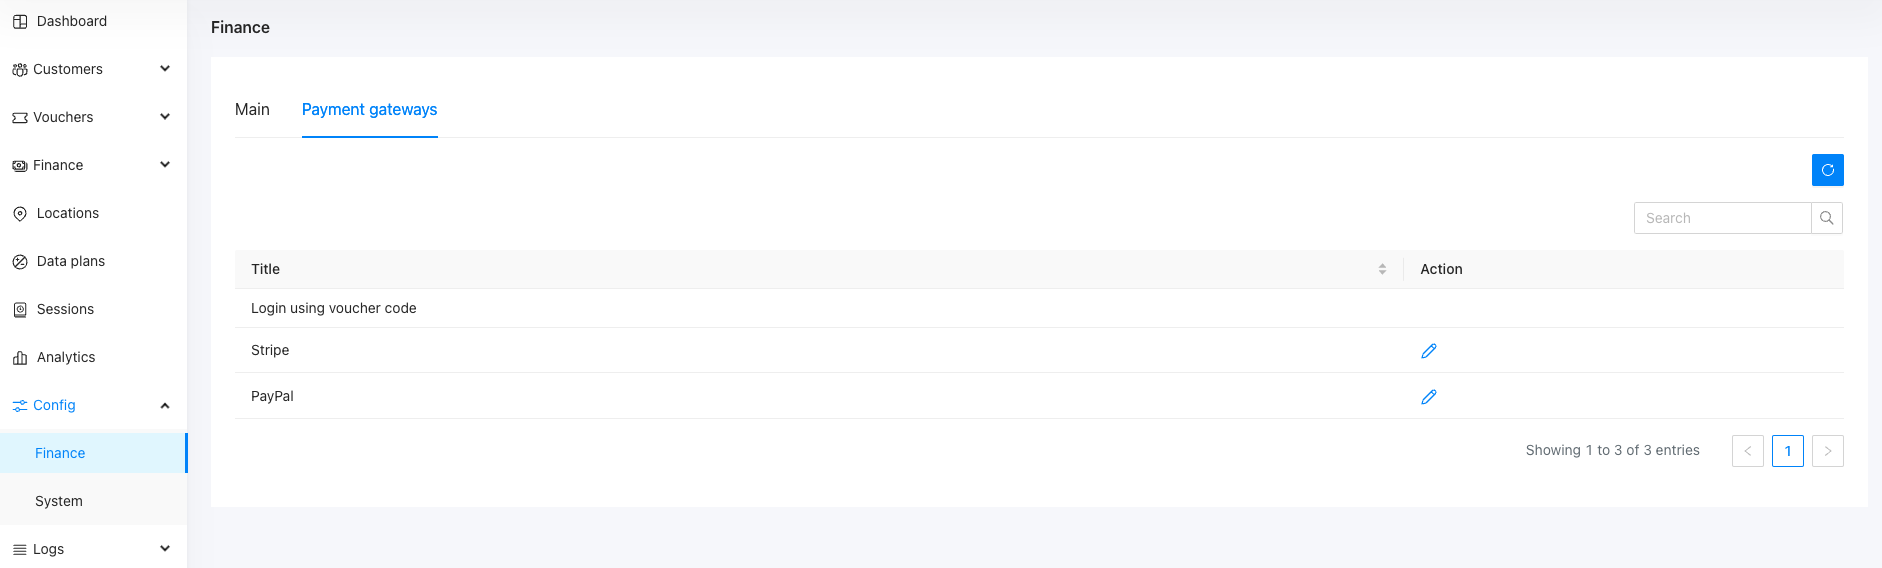 Dashboard
Customers
Vouchers
Finance
Locations
Data plans
Sessions
Analytics
Config
Finance
System
Logs
Finance
Main Payment gateways
Search
Title Action
Login using voucher code
Stripe
PayPal
Showing 1 to 3 of 3 entries 1